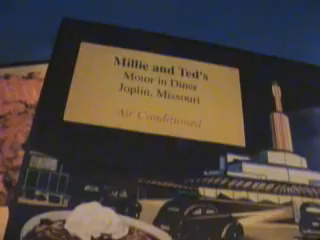 Millie and Ted's
Motor in Diner
Joplin, Missouri
Air Conditioned